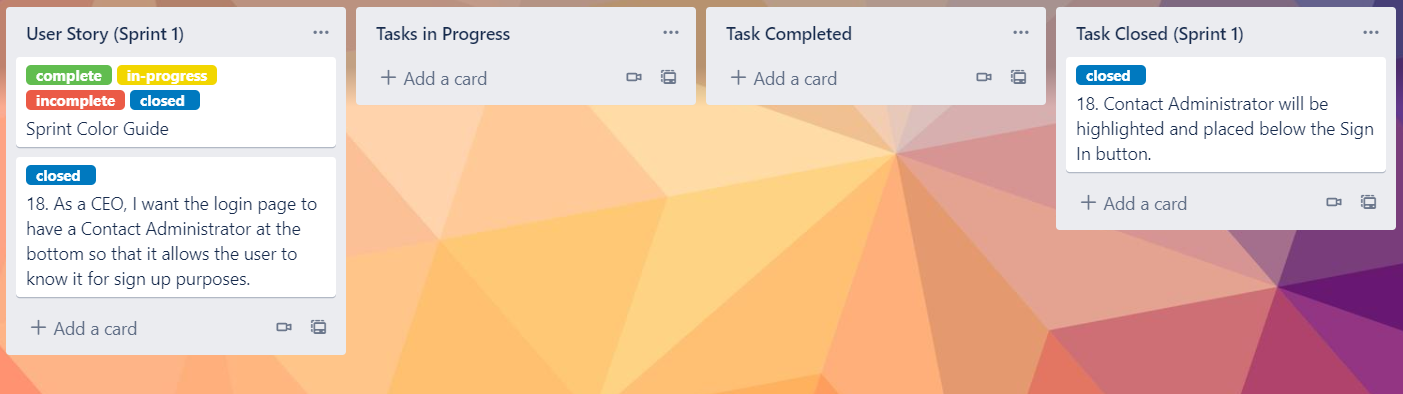 User Story (Sprint 1)
complete in-progress
incomplete closed
Sprint Color Guide
closed
18. As a CEO, I want the login page to
have a Contact Administrator at the
bottom so that it allows the user to
know it for sign up purposes.
+ Add a card
Tasks in Progress
+ Add a card
Task Completed
+ Add a card
Task Closed (Sprint 1)
closed
18. Contact Administrator will be
highlighted and placed below the Sign
In button.
+ Add a card